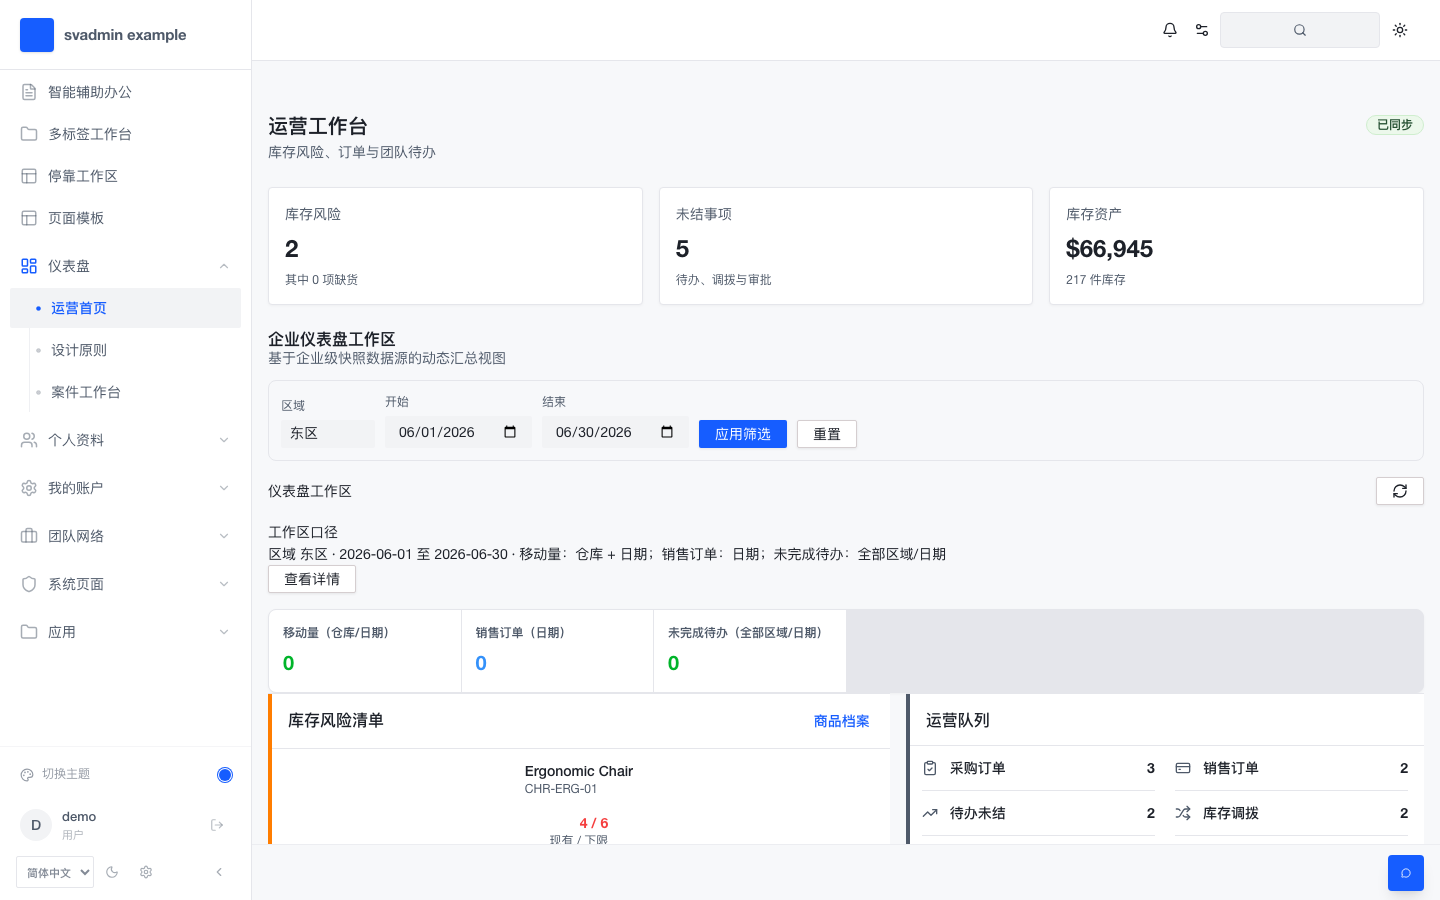 svadmin example
智能辅助办公
多标签工作台
停靠工作区
页面模板
仪表盘
运营首页
设计原则
案件工作台
个人资料
我的账户
团队网络
系统页面
应用
切换主题
D
demo
用户
简体中文
运营工作台
已同步
库存风险、订单与团队待办
库存风险
2
其中 0 项缺货
未结事项
5
待办、调拨与审批
库存资产
$66,945
217 件库存
企业仪表盘工作区
基于企业级快照数据源的动态汇总视图
区域
东区
开始
06/01/2026
结束
06/30/2026
应用筛选
重置
仪表盘工作区
工作区口径
区域 东区 · 2026-06-01 至 2026-06-30 · 移动量：仓库 + 日期；销售订单：日期；未完成待办：全部区域/日期
查看详情
移动量（仓库/日期）
0
销售订单（日期）
0
未完成待办（全部区域/日期）
0
库存风险清单
商品档案
Ergonomic Chair
CHR-ERG-01
4 / 6
现有 / 下限
运营队列
采购订单 3
销售订单 2
待办未结 2
库存调拨 2